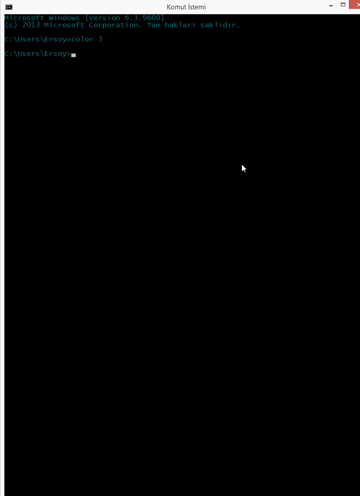 Komut İstemi
Microsoft Windows [Version 6.3.9600]
(c) 2013 Microsoft Corporation. Tüm hakları saklıdır.
C:\Users\Ersoy>color 3
C:\Users\Ersoy>